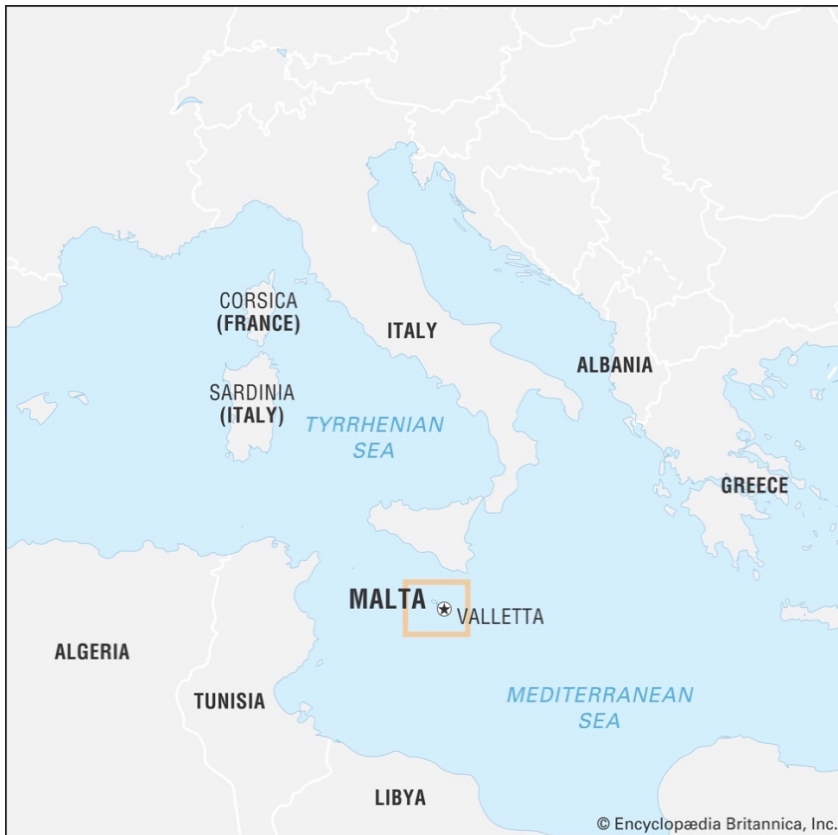 CORSICA
(FRANCE)
ITALY
ALBANIA
SARDINIA
(ITALY)
TYRRHENIAN
SEA
GREECE
MALTA
VALLETTA
ALGERIA
TUNISIA
MEDITERRANEAN
SEA
LIBYA
© Encyclopædia Britannica, Inc.